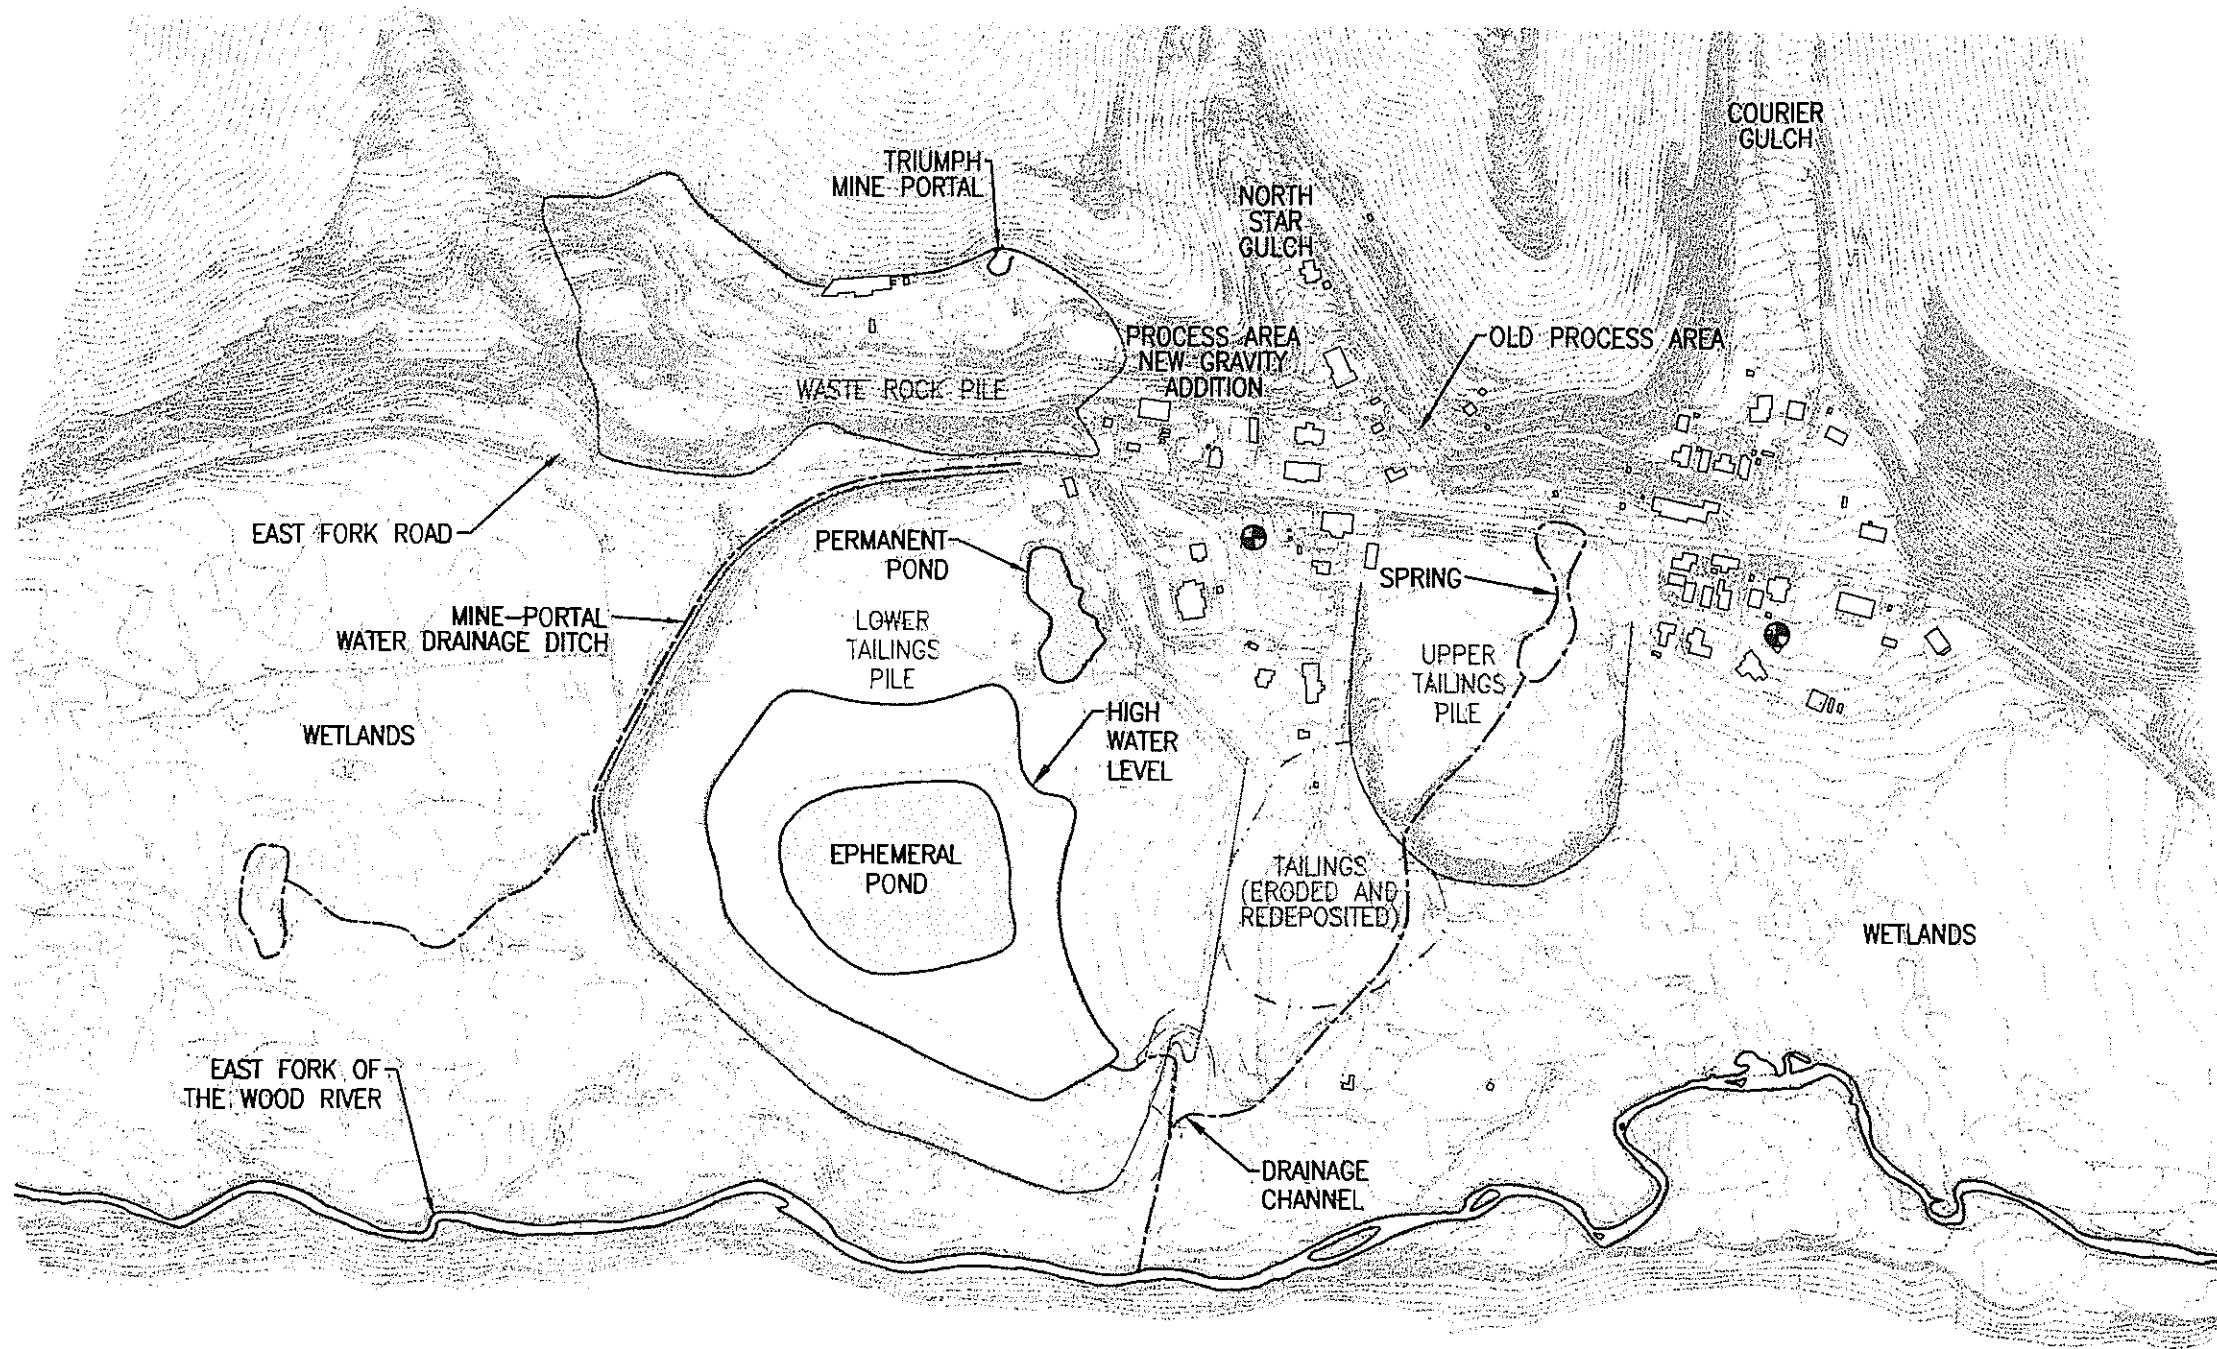 COURIER
GULCH
TRIUMPH
MINE PORTAL
NORTH
STAR
GULCH
PROCESS AREA
NEW GRAVITY
ADDITION
OLD PROCESS AREA
WASTE ROCK PILE
EAST FORK ROAD
PERMANENT
POND
SPRING
MINE-PORTAL
WATER DRAINAGE DITCH
LOWER
TAILINGS
PILE
UPPER
TAILINGS
PILE
WETLANDS
HIGH
WATER
LEVEL
EPHEMERAL
POND
TAILINGS
(ERODED AND
REDEPOSITED)
WETLANDS
EAST FORK OF
THE WOOD RIVER
DRAINAGE
CHANNEL